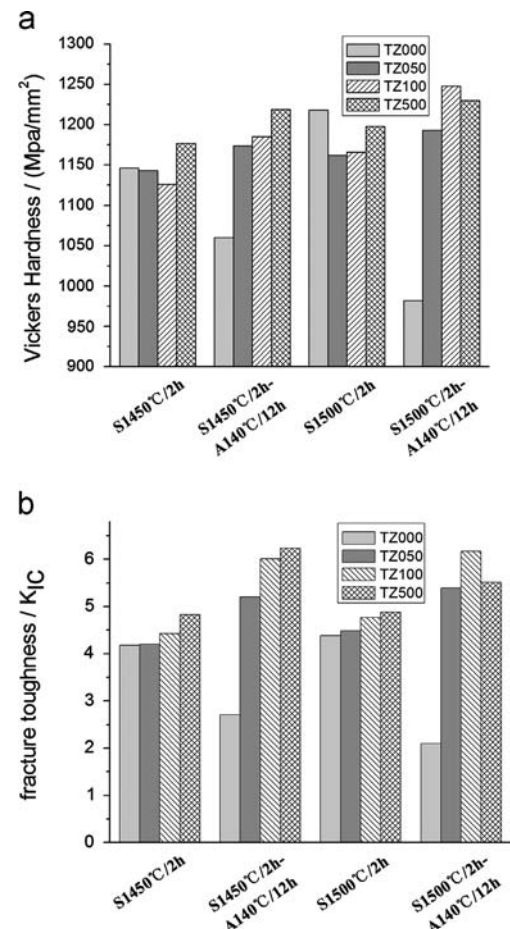 a
1300
1250
1200
1150
1100
1050
1000
950
900
Vickers Hardness / (Mpa/mm²)
TZ000
TZ050
TZ100
TZ500
S1450℃/2h
S1450℃/2h-
A140℃/12h
S1500℃/2h
S1500℃/2h-
A140℃/12h
b
6
5
4
3
2
1
0
fracture toughness / KIC
TZ000
TZ050
TZ100
TZ500
S1450℃/2h
S1450℃/2h-
A140℃/12h
S1500℃/2h
S1500℃/2h-
A140℃/12h